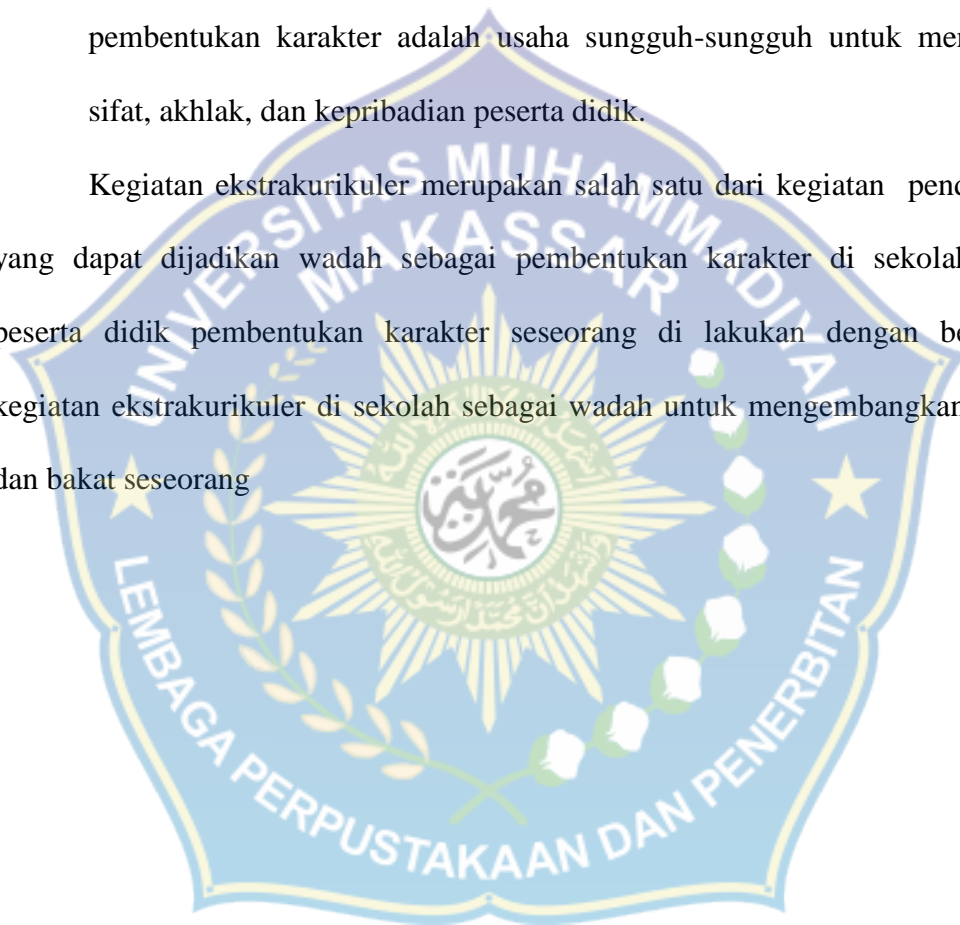 pembentukan karakter adalah usaha sungguh-sungguh untuk
sifat, akhlak, dan kepribadian peserta didik.
Kegiatan ekstrakurikuler merupakan salah satu dari kegiatan
yang dapat dijadikan wadah sebagai pembentukan karakter di sekolah
peserta didik pembentukan karakter seseorang di lakukan dengan
kegiatan ekstrakurikuler di sekolah sebagai wadah untuk mengembangkan
dan bakat seseorang
UNIVERSITAS MUHAMMADIYAH
MAKASSAR
محمدية
LEMBAGA PERPUSTAKAAN DAN PENERBITAN